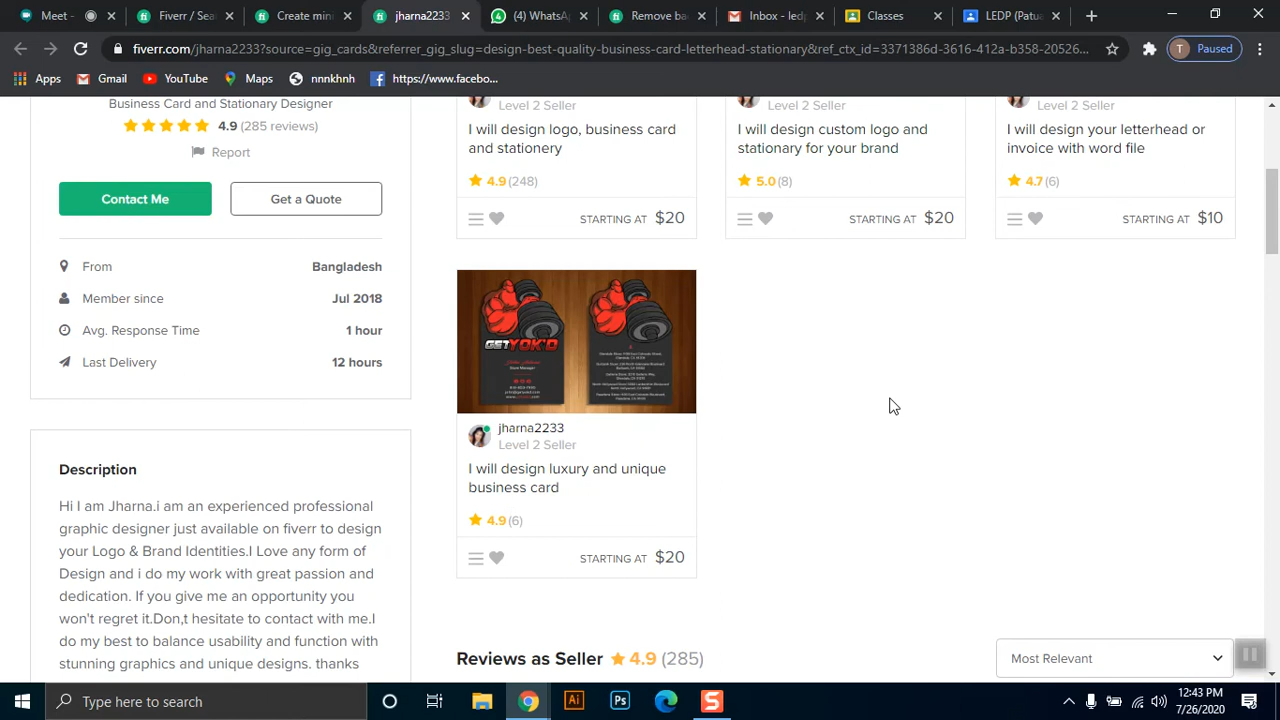 Meet -
Fiverr / Sea
Create minn
jharna2233
(4) WhatsA
Remove ba
Inbox - ledp
Classes
LEDP (Patua
fiverr.com/jharna2233?source=gig_cards&referrer_gig_slug=design-best-quality-business-card-letterhead-stationary&ref_ctx_id=3371386d-3616-412a-b358-20526...
T Paused
Apps
Gmail
YouTube
Maps
nnnkhnh
https://www.facebo...
Business Card and Stationary Designer
4.9 (285 reviews)
Report
Contact Me
Get a Quote
From Bangladesh
Member since Jul 2018
Avg. Response Time 1 hour
Last Delivery 12 hours
Description
Hi I am Jharna.i am an experienced professional
graphic designer just available on fiverr to design
your Logo & Brand Identities.I Love any form of
Design and i do my work with great passion and
dedication. If you give me an opportunity you
won't regret it.Don,t hesitate to contact with me.I
do my best to balance usability and function with
stunning graphics and unique designs. thanks
Level 2 Seller
I will design logo, business card
and stationery
4.9 (248)
STARTING AT $20
Level 2 Seller
I will design custom logo and
stationary for your brand
5.0 (8)
STARTING AT $20
Level 2 Seller
I will design your letterhead or
invoice with word file
4.7 (6)
STARTING AT $10
GETYOK'D
Store Manager
jharna2233
Level 2 Seller
I will design luxury and unique
business card
4.9 (6)
STARTING AT $20
Reviews as Seller 4.9 (285)
Most Relevant
Type here to search
Ai
Ps
S
12:43 PM
7/26/2020